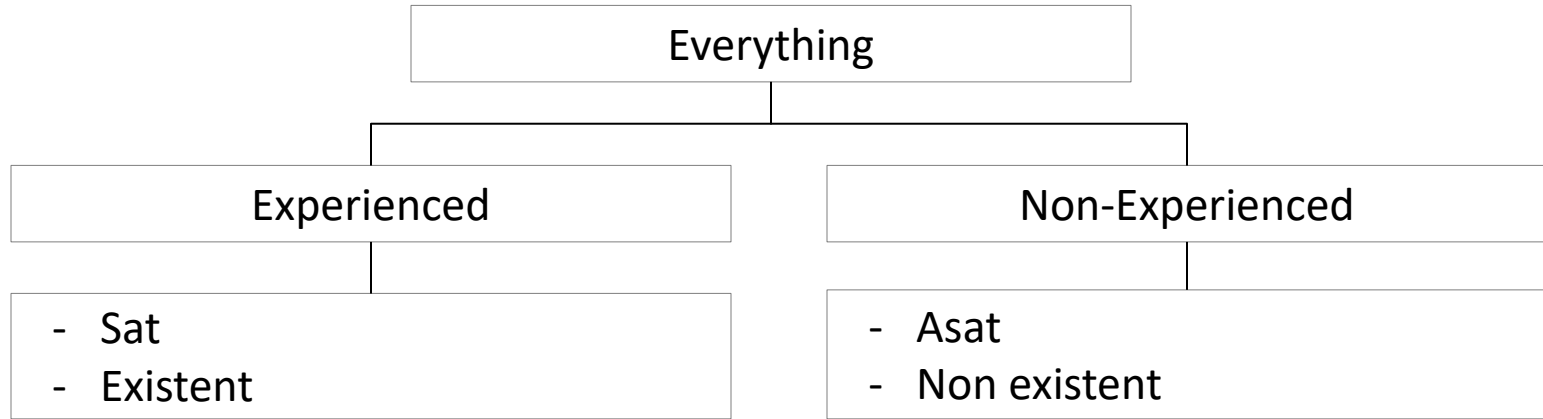 Everything
Experienced
Non-Experienced
- Sat
- Existent
- Asat
- Non existent